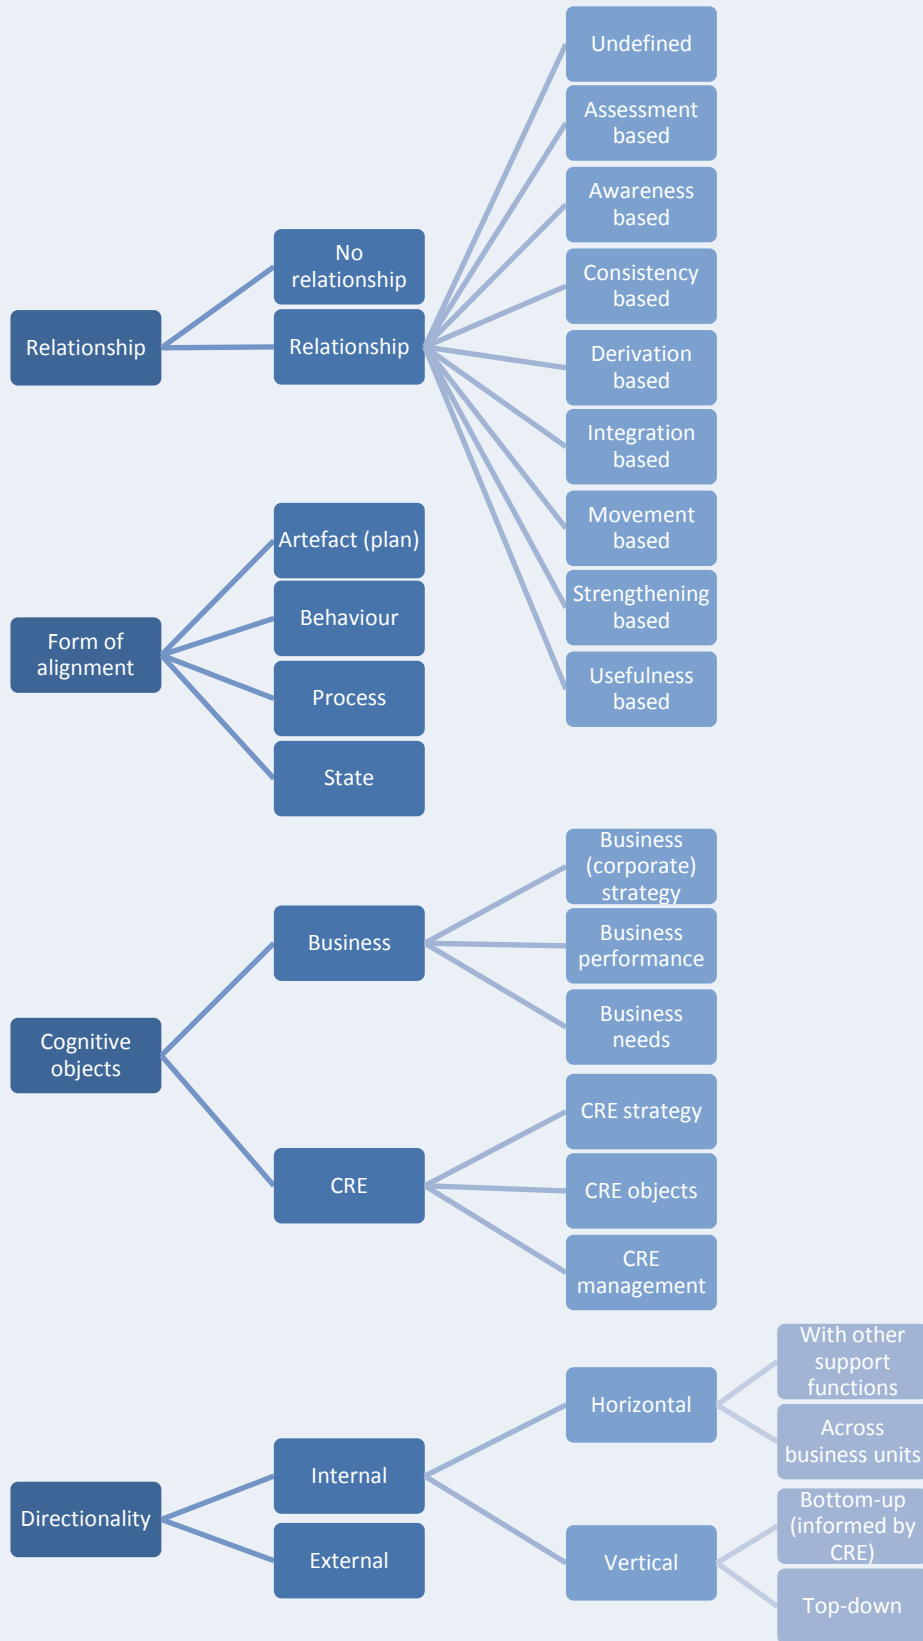 Relationship
No
relationship
Relationship
Undefined
Assessment
based
Awareness
based
Consistency
based
Derivation
based
Integration
based
Movement
based
Strengthening
based
Usefulness
based
Form of
alignment
Artefact (plan)
Behaviour
Process
State
Cognitive
objects
Business
Business
(corporate)
strategy
Business
performance
Business
needs
CRE
CRE strategy
CRE objects
CRE
management
Directionality
Internal
Horizontal
With other
support
functions
Across
business units
Vertical
Bottom-up
(informed by
CRE)
Top-down
External